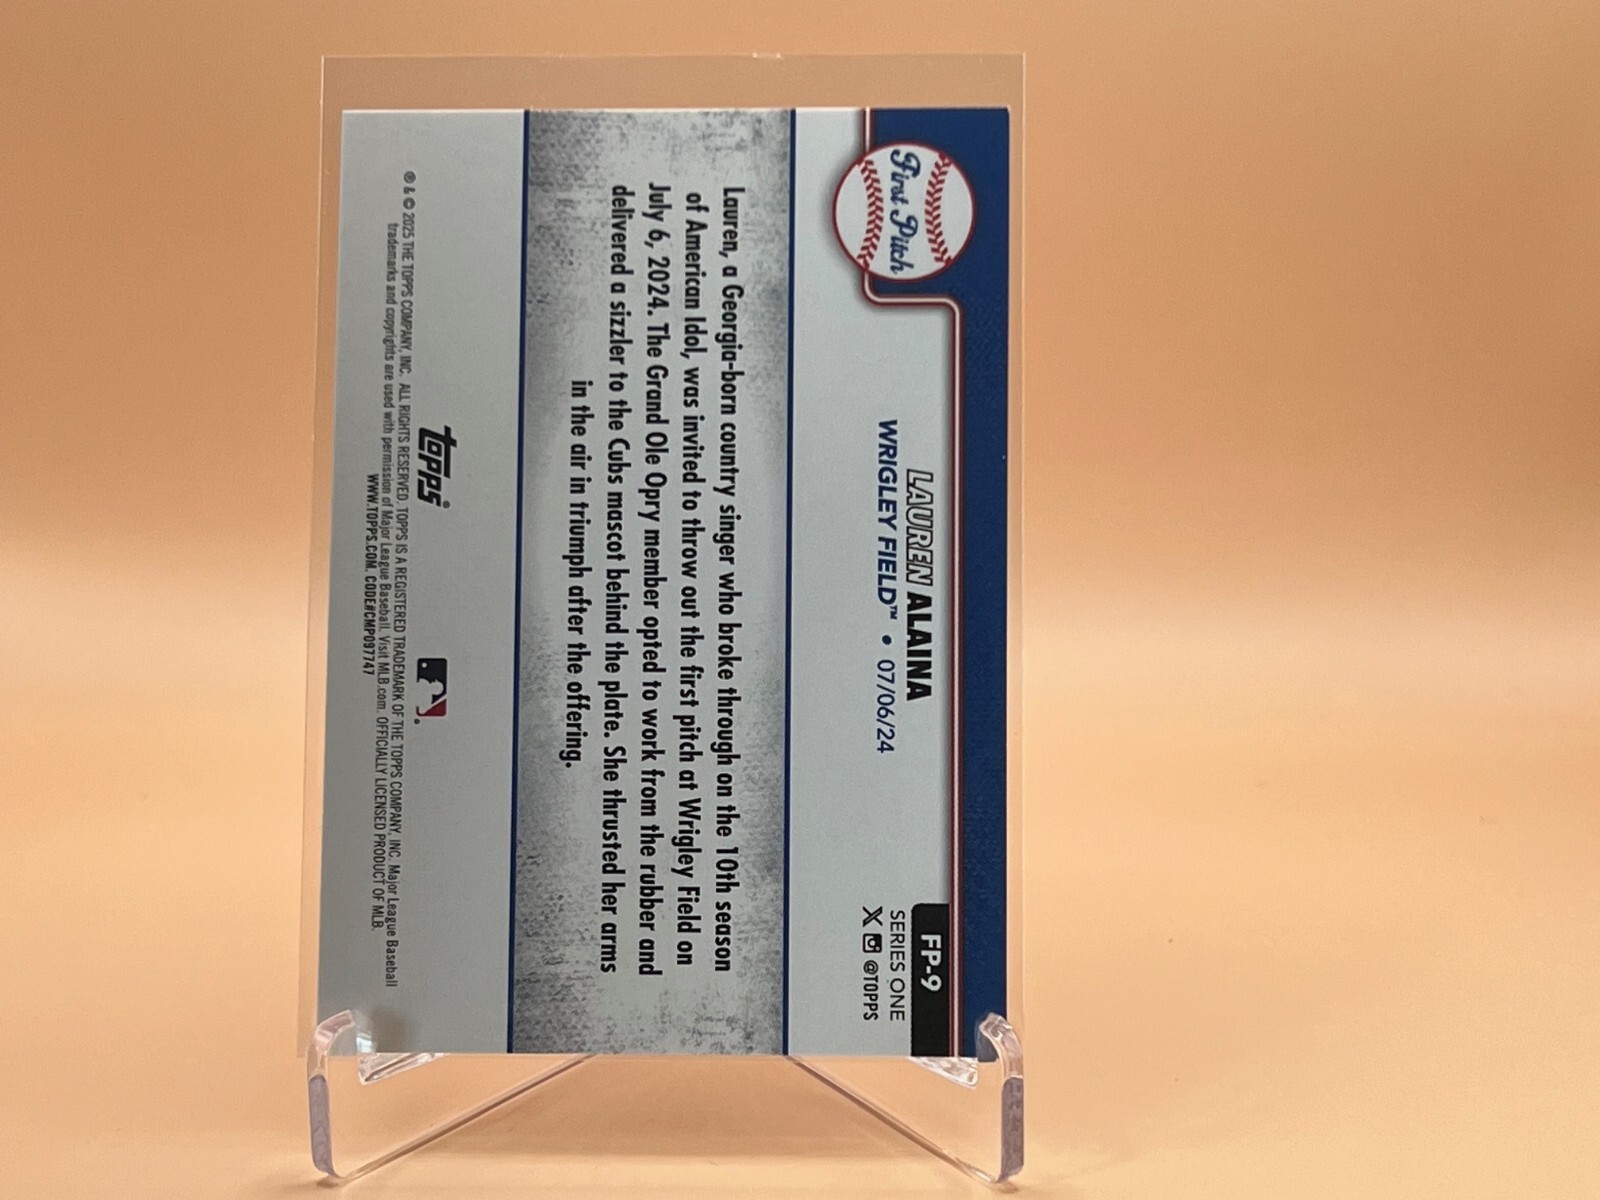 First Pitch
LAUREN ALAINA
WRIGLEY FIELD™ • 07/06/24
FP-9
SERIES ONE
X @TOPPS
Lauren, a Georgia-born country singer who broke through on the 10th season
of American Idol, was invited to throw out the first pitch at Wrigley Field on
July 6, 2024. The Grand Ole Opry member opted to work from the rubber and
delivered a sizzler to the Cubs mascot behind the plate. She thrusted her arms
in the air in triumph after the offering.
topps®
® & © 2025 THE TOPPS COMPANY, INC. ALL RIGHTS RESERVED. TOPPS IS A REGISTERED TRADEMARK OF THE TOPPS COMPANY, INC. Major League Baseball
trademarks and copyrights are used with permission of Major League Baseball. Visit MLB.com. OFFICIALLY LICENSED PRODUCT OF MLB.
WWW.TOPPS.COM. CODE#CMP097747